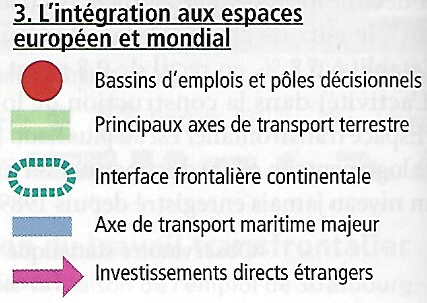 3. L'intégration aux espaces
européen et mondial
Bassins d'emplois et pôles décisionnels
Principaux axes de transport terrestre
Interface frontalière continentale
Axe de transport maritime majeur
Investissements directs étrangers